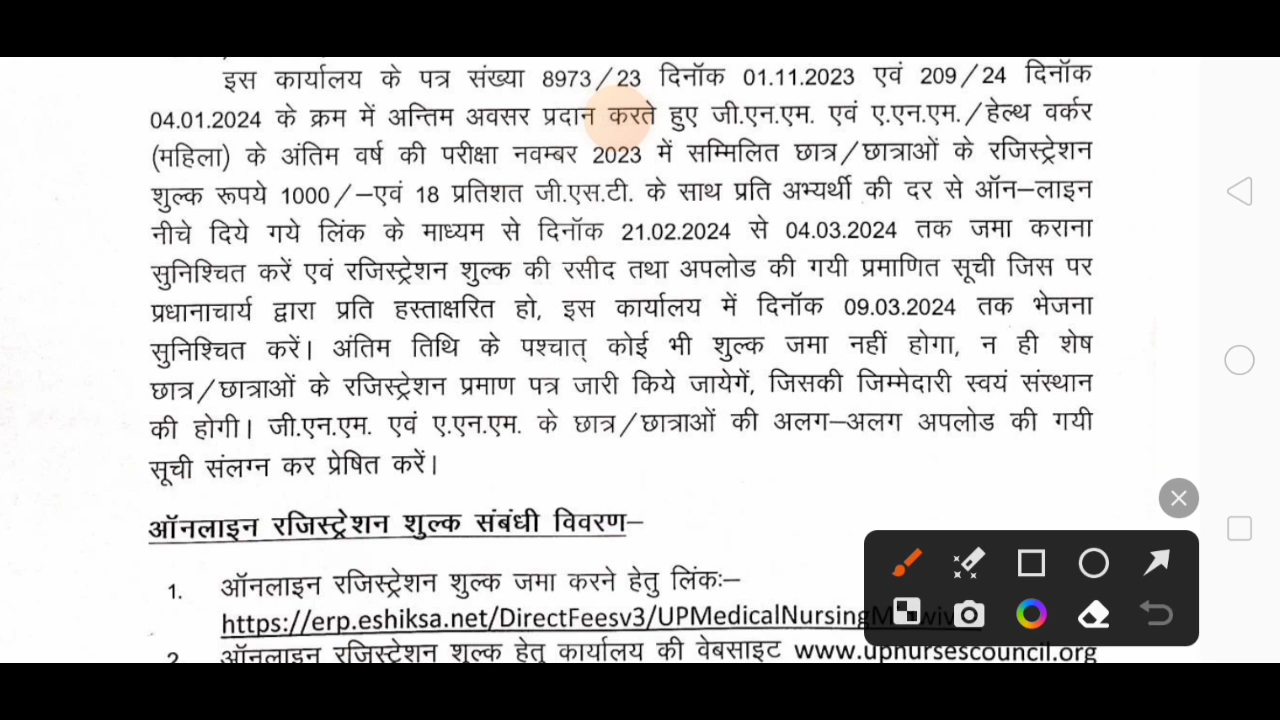 इस कार्यालय के पत्र संख्या 8973/23 दिनॉक 01.11.2023 एवं 209/24 दिनॉक
04.01.2024 के क्रम में अन्तिम अवसर प्रदान करते हुए जी.एन.एम. एवं ए.एन.एम./हेल्थ वर्कर
(महिला) के अंतिम वर्ष की परीक्षा नवम्बर 2023 में सम्मिलित छात्र/छात्राओं के रजिस्ट्रेशन
शुल्क रूपये 1000/–एवं 18 प्रतिशत जी.एस.टी. के साथ प्रति अभ्यर्थी की दर से ऑन–लाइन
नीचे दिये गये लिंक के माध्यम से दिनॉक 21.02.2024 से 04.03.2024 तक जमा कराना
सुनिश्चित करें एवं रजिस्ट्रेशन शुल्क की रसीद तथा अपलोड की गयी प्रमाणित सूची जिस पर
प्रधानाचार्य द्वारा प्रति हस्ताक्षरित हो, इस कार्यालय में दिनॉक 09.03.2024 तक भेजना
सुनिश्चित करें। अंतिम तिथि के पश्चात् कोई भी शुल्क जमा नहीं होगा, न ही शेष
छात्र/छात्राओं के रजिस्ट्रेशन प्रमाण पत्र जारी किये जायेगें, जिसकी जिम्मेदारी स्वयं संस्थान
की होगी। जी.एन.एम. एवं ए.एन.एम. के छात्र/छात्राओं की अलग–अलग अपलोड की गयी
सूची संलग्न कर प्रेषित करें।
ऑनलाइन रजिस्ट्रेशन शुल्क संबंधी विवरण–
1. ऑनलाइन रजिस्ट्रेशन शुल्क जमा करने हेतु लिंकः–
https://erp.eshiksa.net/DirectFeesv3/UPMedicalNursing
2. ऑनलाइन रजिस्ट्रेशन शुल्क हेतु कार्यालय की वेबसाइट www.upnursescouncil.org